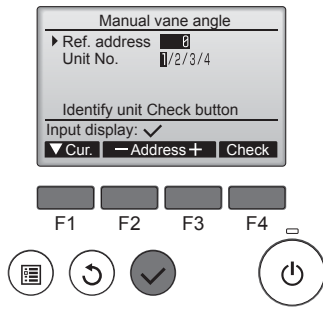 Manual vane angle
▶Ref. address 0
Unit No. 1/2/3/4
Identify unit Check button
Input display: ✓
▼Cur. −Address+ Check
F1 F2 F3 F4